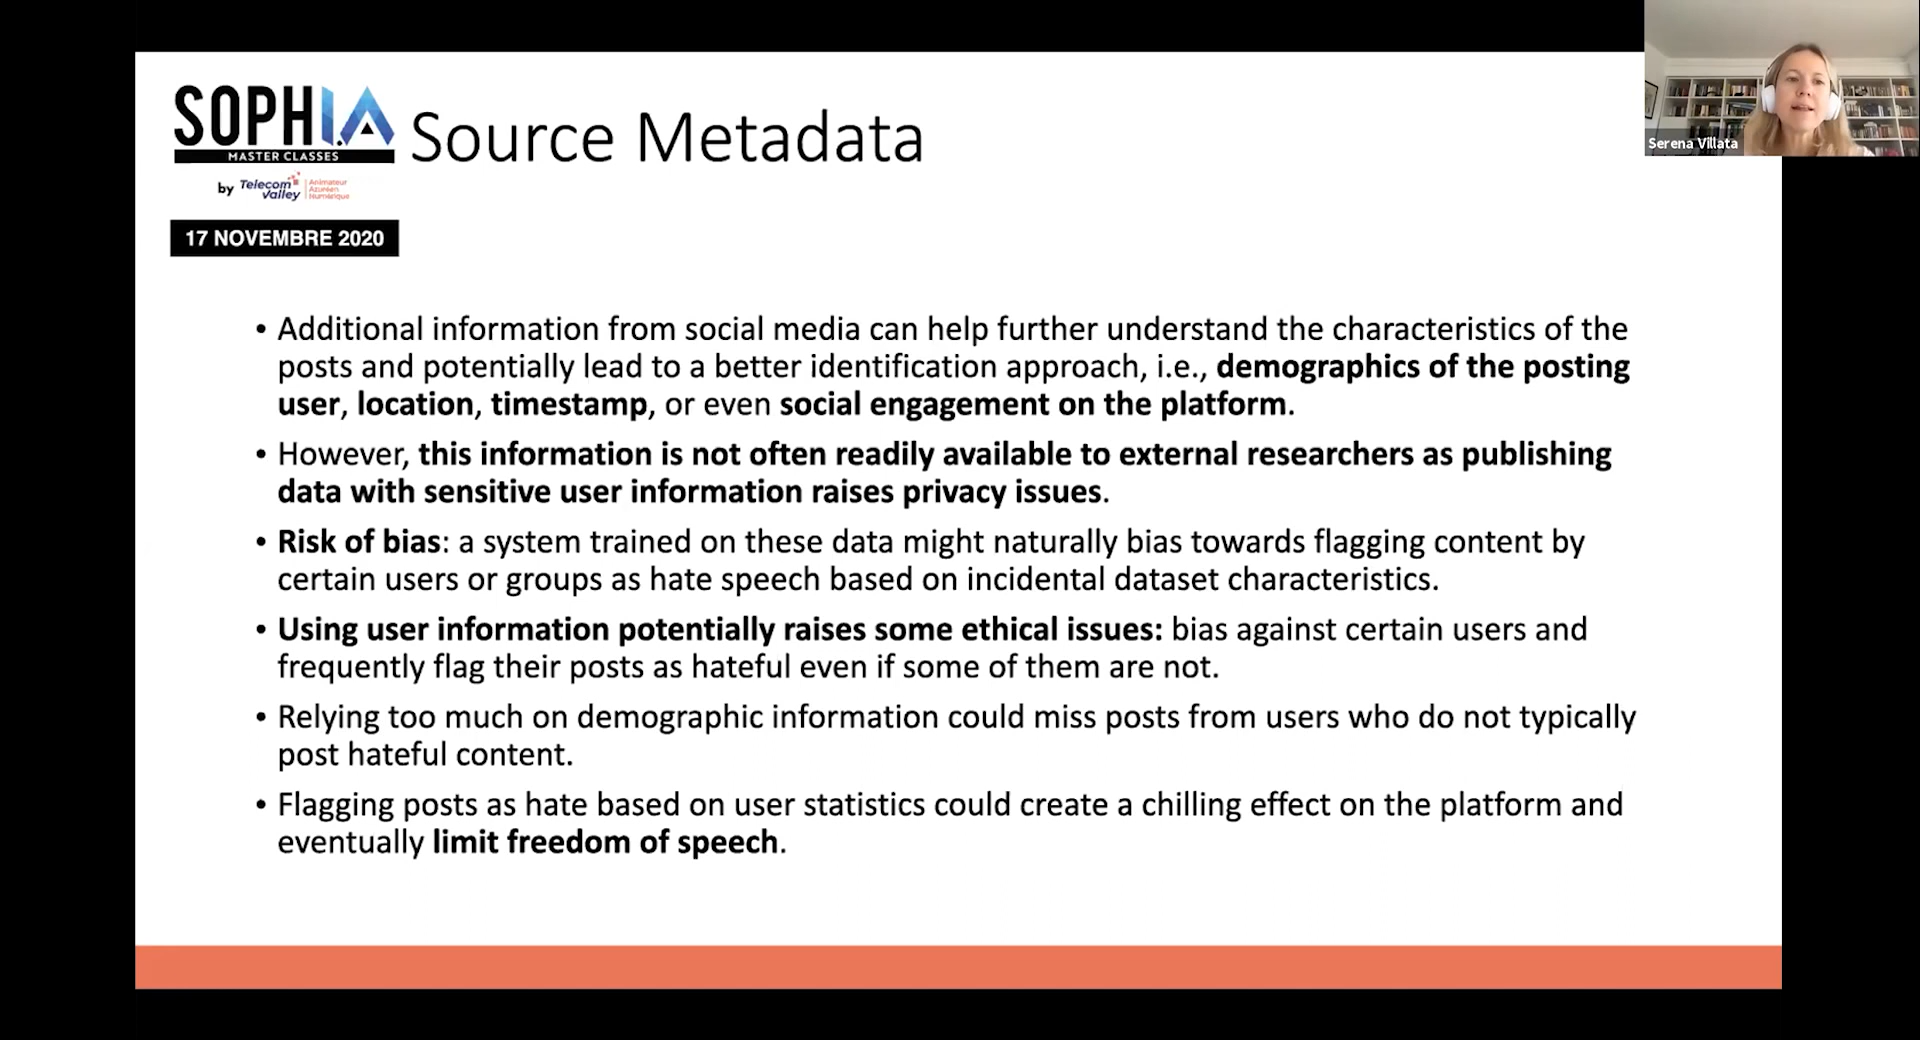 SOPHI.A
MASTER CLASSES
by Telecom Valley
Animateur
Azuréen
Numérique
Source Metadata
Serena Villata
17 NOVEMBRE 2020
• Additional information from social media can help further understand the characteristics of the
posts and potentially lead to a better identification approach, i.e., demographics of the posting
user, location, timestamp, or even social engagement on the platform.
• However, this information is not often readily available to external researchers as publishing
data with sensitive user information raises privacy issues.
• Risk of bias: a system trained on these data might naturally bias towards flagging content by
certain users or groups as hate speech based on incidental dataset characteristics.
• Using user information potentially raises some ethical issues: bias against certain users and
frequently flag their posts as hateful even if some of them are not.
• Relying too much on demographic information could miss posts from users who do not typically
post hateful content.
• Flagging posts as hate based on user statistics could create a chilling effect on the platform and
eventually limit freedom of speech.